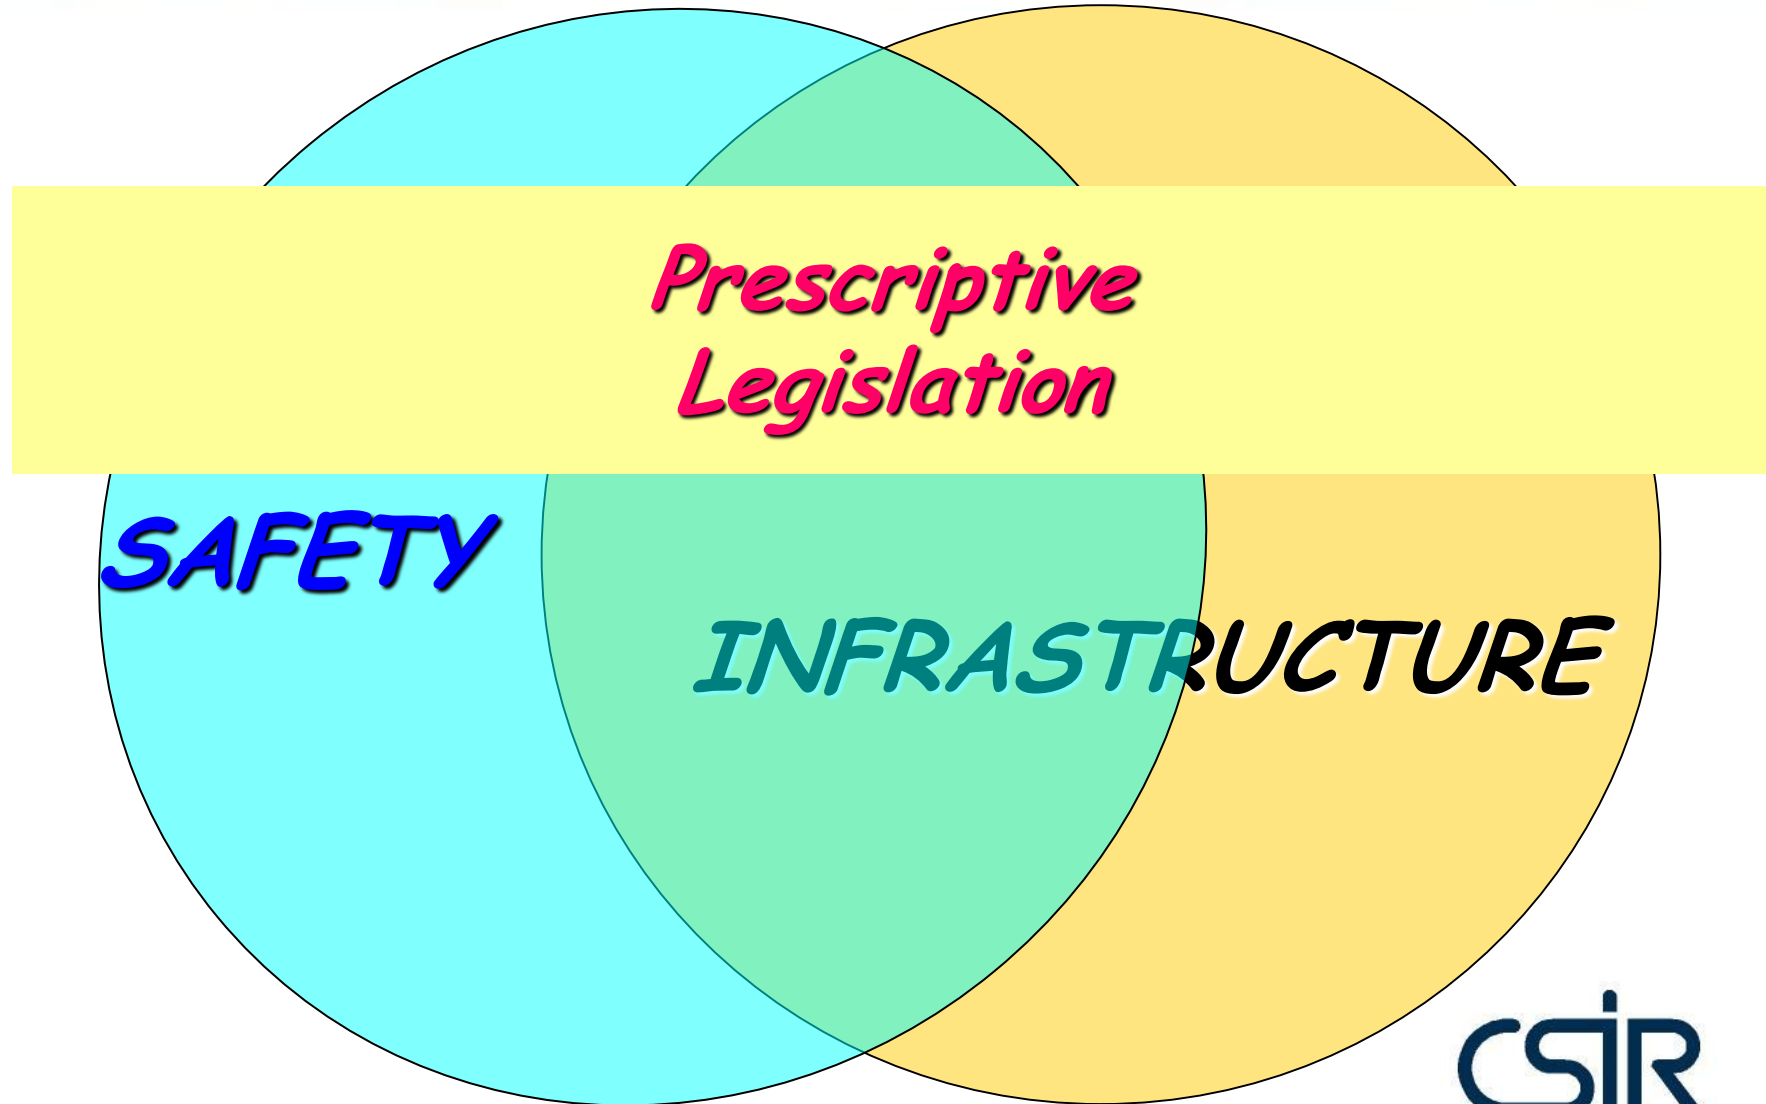 Prescriptive
Legislation
SAFETY
INFRASTRUCTURE
CSIR